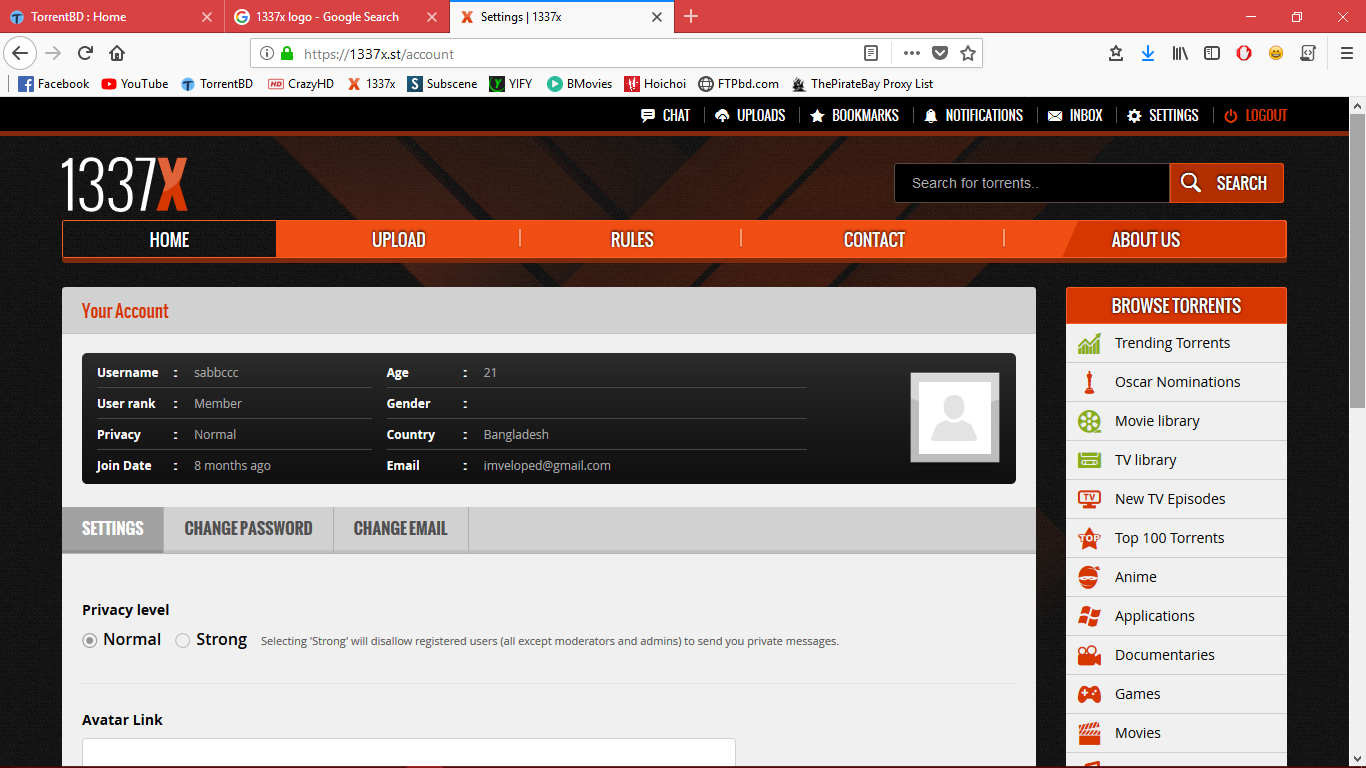 TorrentBD : Home
1337x logo - Google Search
Settings | 1337x
https://1337x.st/account
Facebook YouTube TorrentBD CrazyHD 1337x Subscene YIFY BMovies Hoichoi FTPbd.com ThePirateBay Proxy List
CHAT UPLOADS BOOKMARKS NOTIFICATIONS INBOX SETTINGS LOGOUT
1337X
Search for torrents.. SEARCH
HOME UPLOAD RULES CONTACT ABOUT US
Your Account
Username : sabbccc Age : 21
User rank : Member Gender :
Privacy : Normal Country : Bangladesh
Join Date : 8 months ago Email : imveloped@gmail.com
SETTINGS CHANGE PASSWORD CHANGE EMAIL
Privacy level
Normal Strong Selecting 'Strong' will disallow registered users (all except moderators and admins) to send you private messages.
Avatar Link
BROWSE TORRENTS
Trending Torrents
Oscar Nominations
Movie library
TV library
TV New TV Episodes
TOP Top 100 Torrents
Anime
Applications
Documentaries
Games
Movies